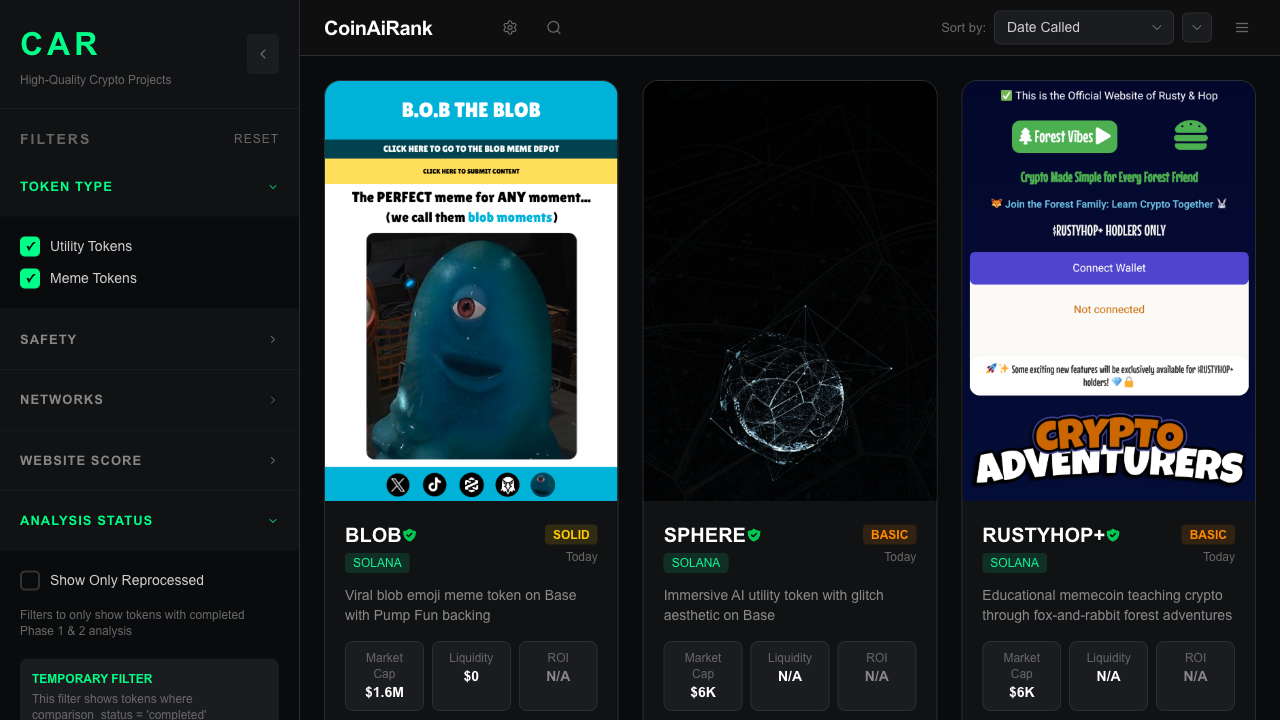 CAR
High-Quality Crypto Projects
FILTERS
RESET
TOKEN TYPE
Utility Tokens
Meme Tokens
SAFETY
NETWORKS
WEBSITE SCORE
ANALYSIS STATUS
Show Only Reprocessed
Filters to only show tokens with completed
Phase 1 & 2 analysis
TEMPORARY FILTER
This filter shows tokens where
comparison_status = 'completed'
CoinAiRank
Sort by:
Date Called
B.O.B THE BLOB
CLICK HERE TO GO TO THE BLOB MEME DEPOT
CLICK HERE TO SUBMIT CONTENT
The PERFECT meme for ANY moment...
(we call them blob moments)
BLOB
SOLID
SOLANA
Today
Viral blob emoji meme token on Base
with Pump Fun backing
Market
Cap
$1.6M
Liquidity
$0
ROI
N/A
SPHERE
BASIC
SOLANA
Today
Immersive AI utility token with glitch
aesthetic on Base
Market
Cap
$6K
Liquidity
N/A
ROI
N/A
✅ This is the Official Website of Rusty & Hop
Forest Vibes
Crypto Made Simple for Every Forest Friend
🦊 Join the Forest Family: Learn Crypto Together 🐰
$RUSTYHOP+ HODLERS ONLY
Connect Wallet
Not connected
🚀 ✨ Some exciting new features will be exclusively available for $RUSTYHOP+
holders! 💎 🔒
CRYPTO
ADVENTURERS
RUSTYHOP+
BASIC
SOLANA
Today
Educational memecoin teaching crypto
through fox-and-rabbit forest adventures
Market
Cap
$6K
Liquidity
N/A
ROI
N/A